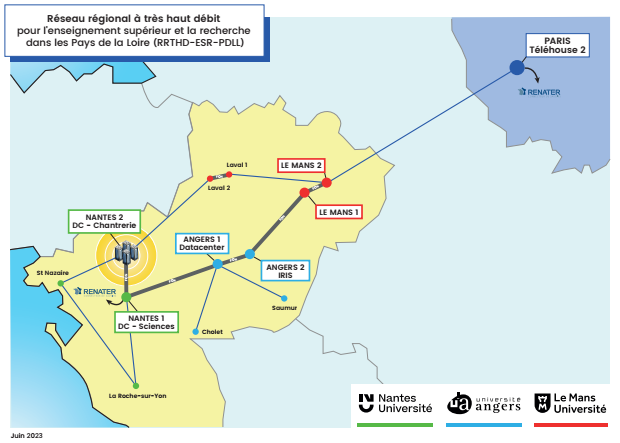 Réseau régional à très haut débit
pour l'enseignement supérieur et la recherche
dans les Pays de la Loire (RRTHD-ESR-PDLL)
PARIS
Téléhouse 2
RENATER
Laval 1
Laval 2
LE MANS 2
LE MANS 1
NANTES 2
DC - Chantrerie
ANGERS 1
Datacenter
ANGERS 2
IRIS
St Nazaire
RENATER
NANTES 1
DC - Sciences
Saumur
Cholet
La Roche-sur-Yon
Nantes
Université
ua
université
angers
Le Mans
Université
Juin 2023